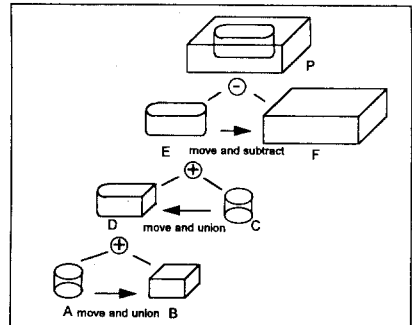 P
−
E move and subtract F
+
D move and union C
+
A move and union B